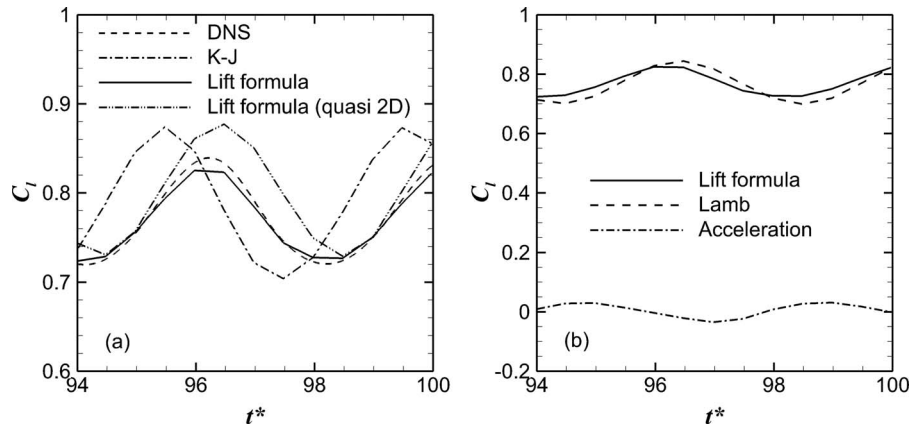 1
DNS
K-J
Lift formula
Lift formula (quasi 2D)
0.9
C_l
0.8
0.7
(a)
0.6
94 96 98 100
t*
1
0.8
0.6
Lift formula
C_l
Lamb
0.4
Acceleration
0.2
0
(b)
-0.2
94 96 98 100
t*